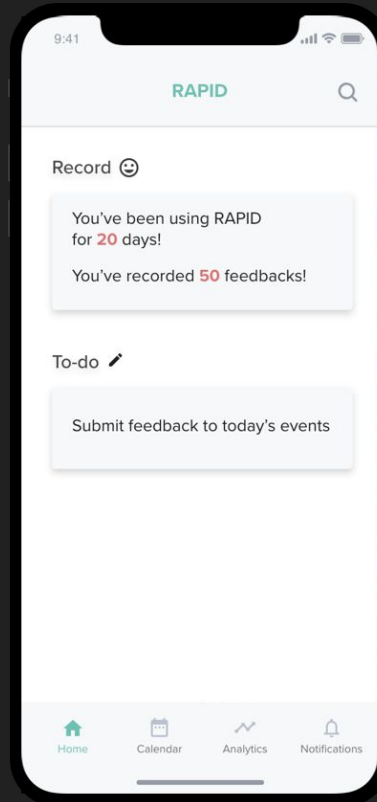 9:41
RAPID
Record
You've been using RAPID
for 20 days!
You've recorded 50 feedbacks!
To-do
Submit feedback to today's events
Home
Calendar
Analytics
Notifications